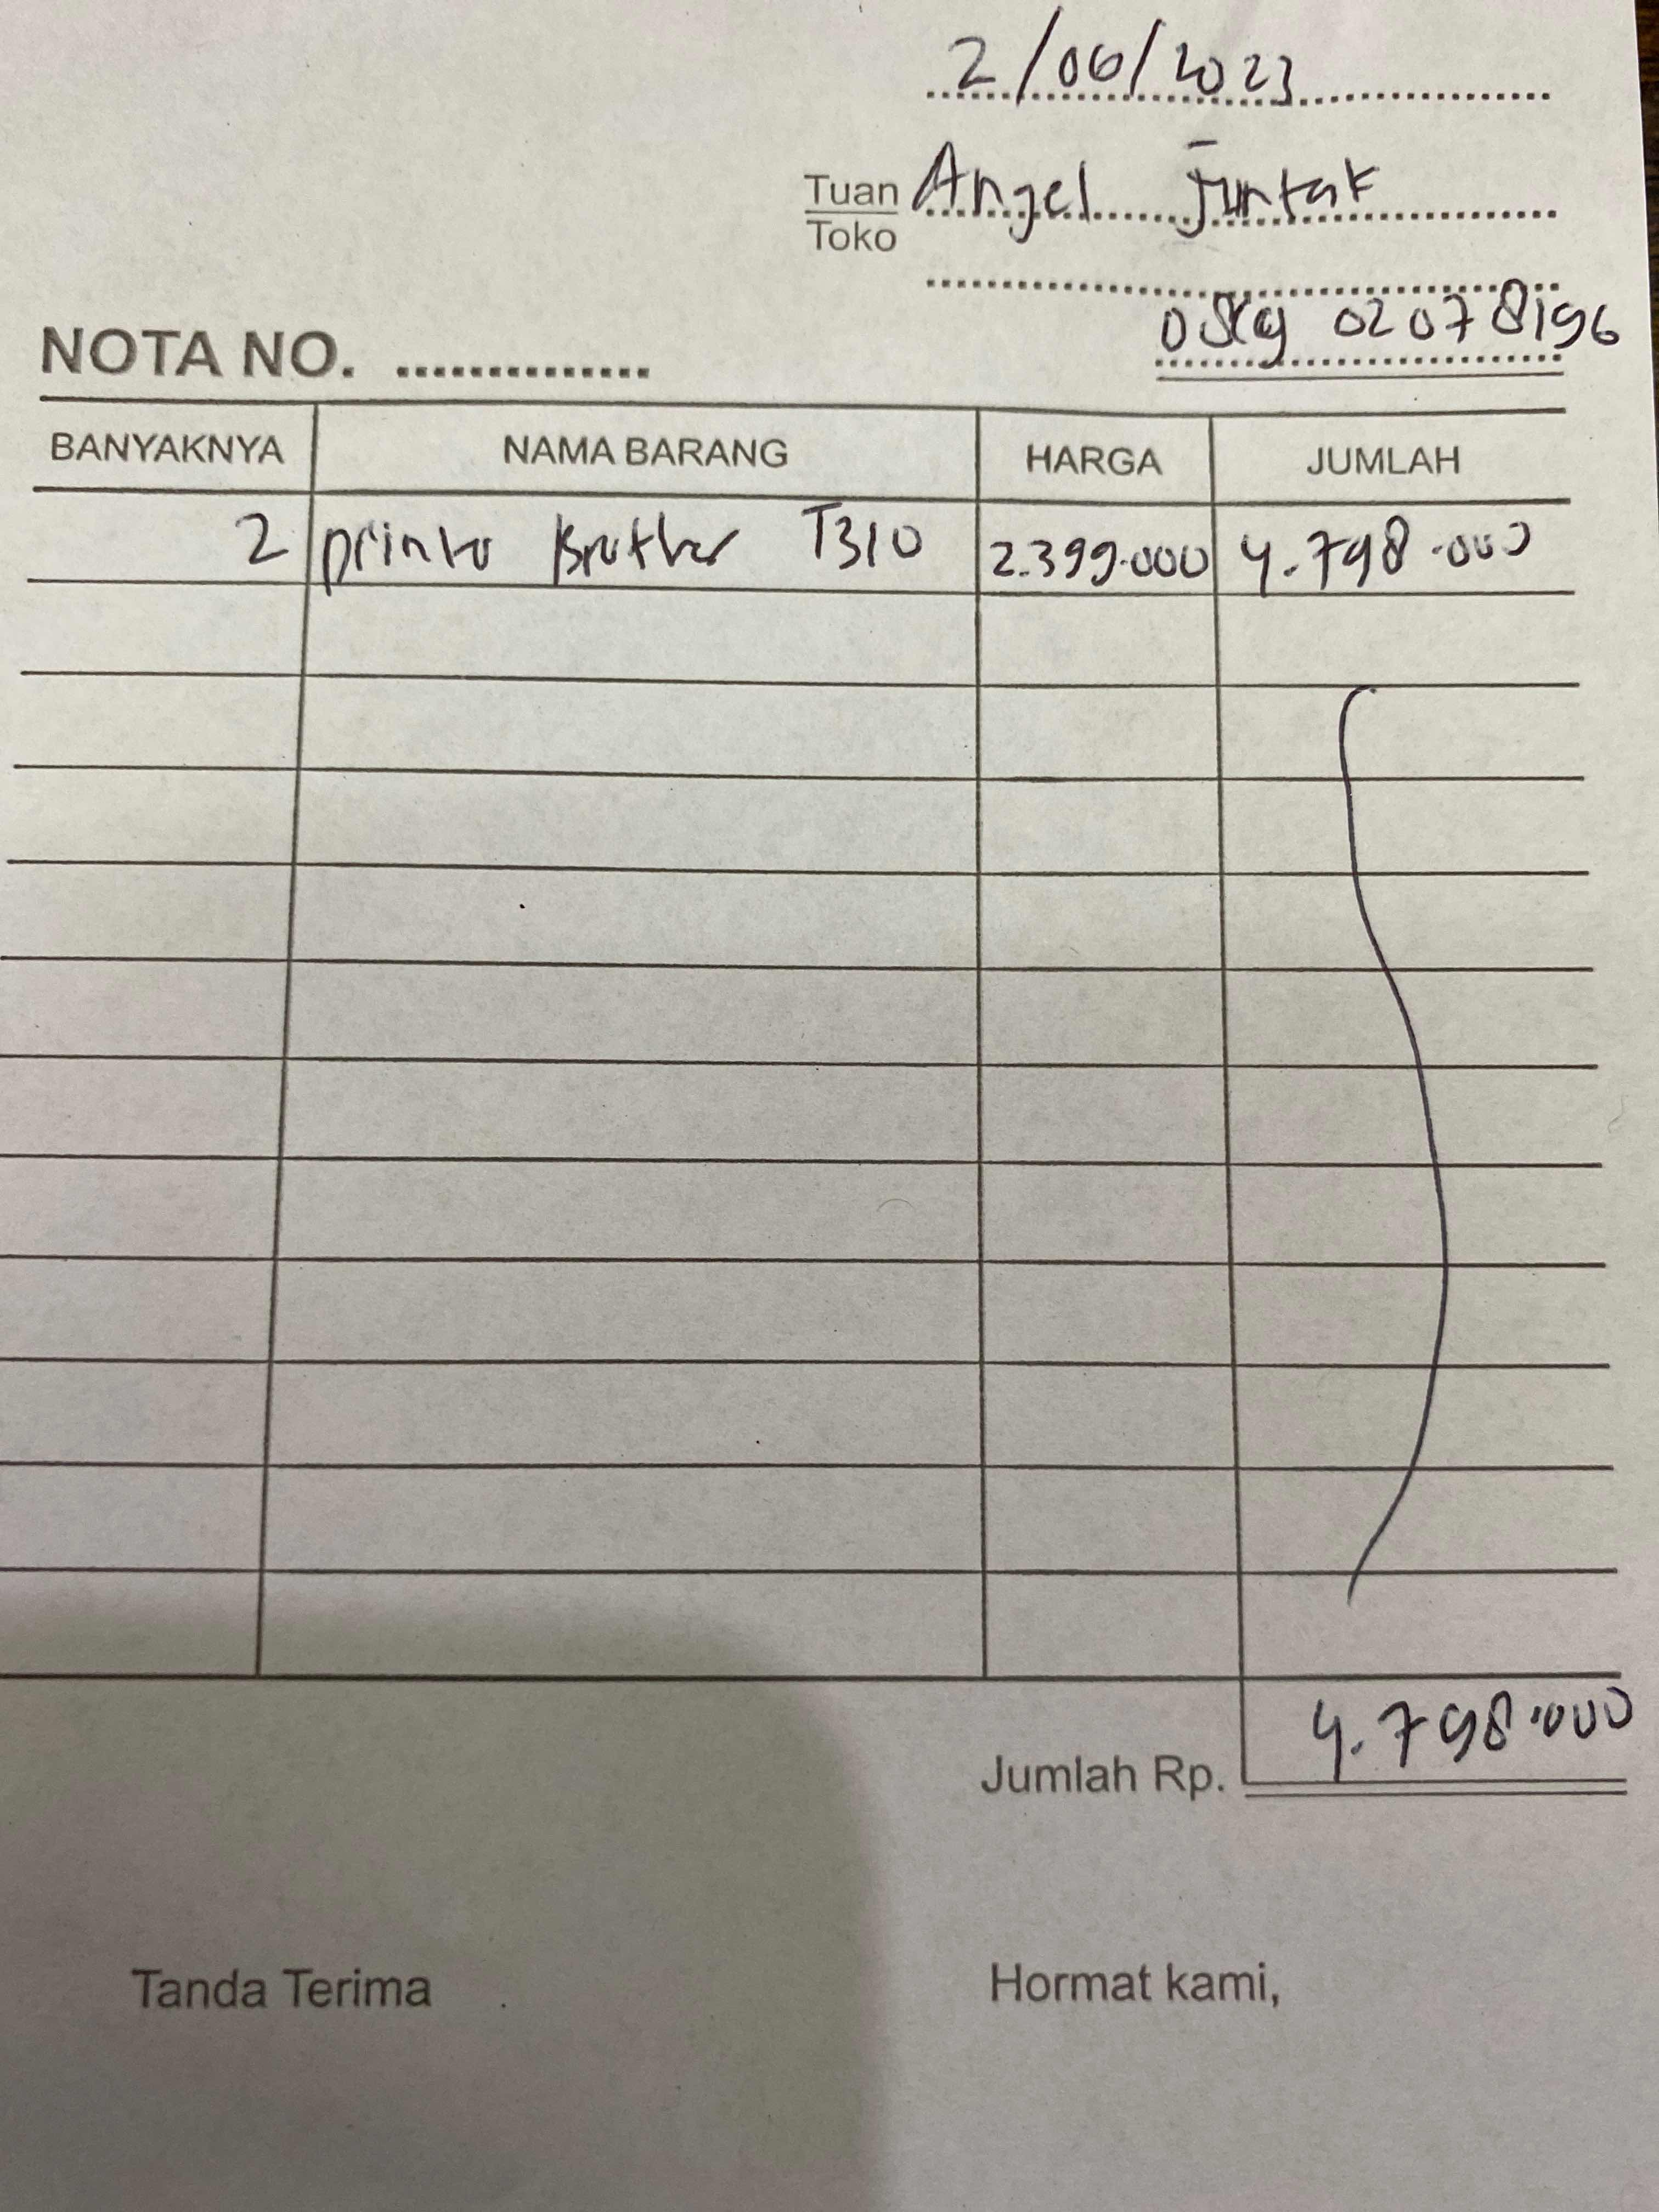 2/06/2023
Tuan Angel Juntak
Toko
0819 02078196
NOTA NO. ..............
BANYAKNYA NAMA BARANG HARGA JUMLAH
2 printer Brother T310 2.399.000 4.798.000
Jumlah Rp. 4.798.000
Tanda Terima Hormat kami,